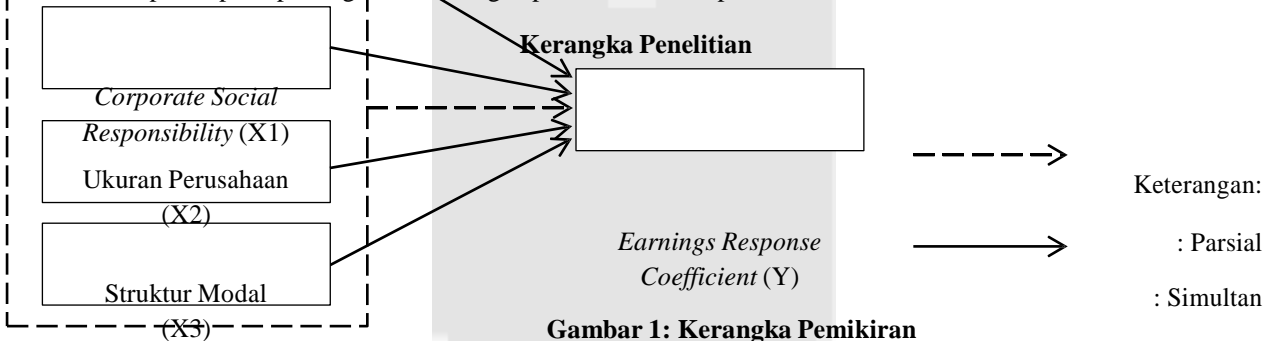 Kerangka Penelitian
Corporate Social
Responsibility (X1)
Ukuran Perusahaan
(X2)
Struktur Modal
(X3)
Earnings Response
Coefficient (Y)
Keterangan:
: Parsial
: Simultan
Gambar 1: Kerangka Pemikiran